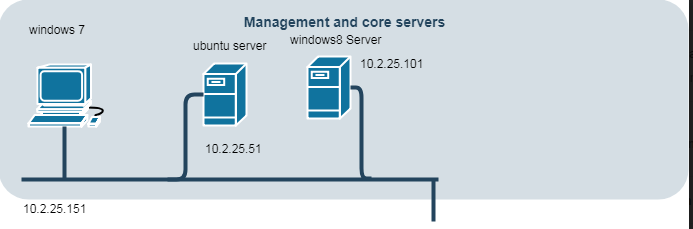 Management and core servers
windows 7
ubuntu server
windows8 Server
10.2.25.101
10.2.25.51
10.2.25.151